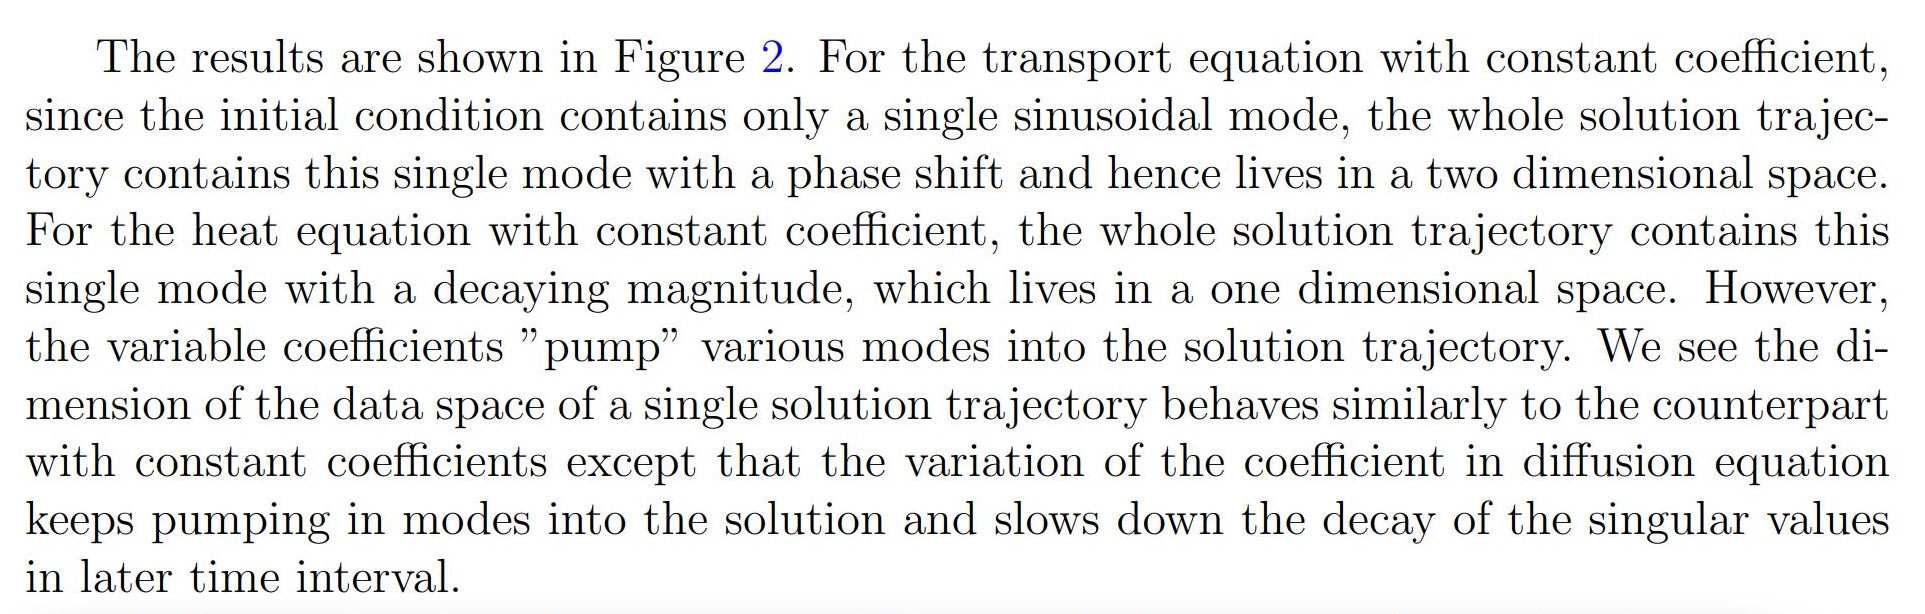 The results are shown in Figure 2. For the transport equation with constant coefficient,
since the initial condition contains only a single sinusoidal mode, the whole solution trajec-
tory contains this single mode with a phase shift and hence lives in a two dimensional space.
For the heat equation with constant coefficient, the whole solution trajectory contains this
single mode with a decaying magnitude, which lives in a one dimensional space. However,
the variable coefficients ”pump” various modes into the solution trajectory. We see the di-
mension of the data space of a single solution trajectory behaves similarly to the counterpart
with constant coefficients except that the variation of the coefficient in diffusion equation
keeps pumping in modes into the solution and slows down the decay of the singular values
in later time interval.